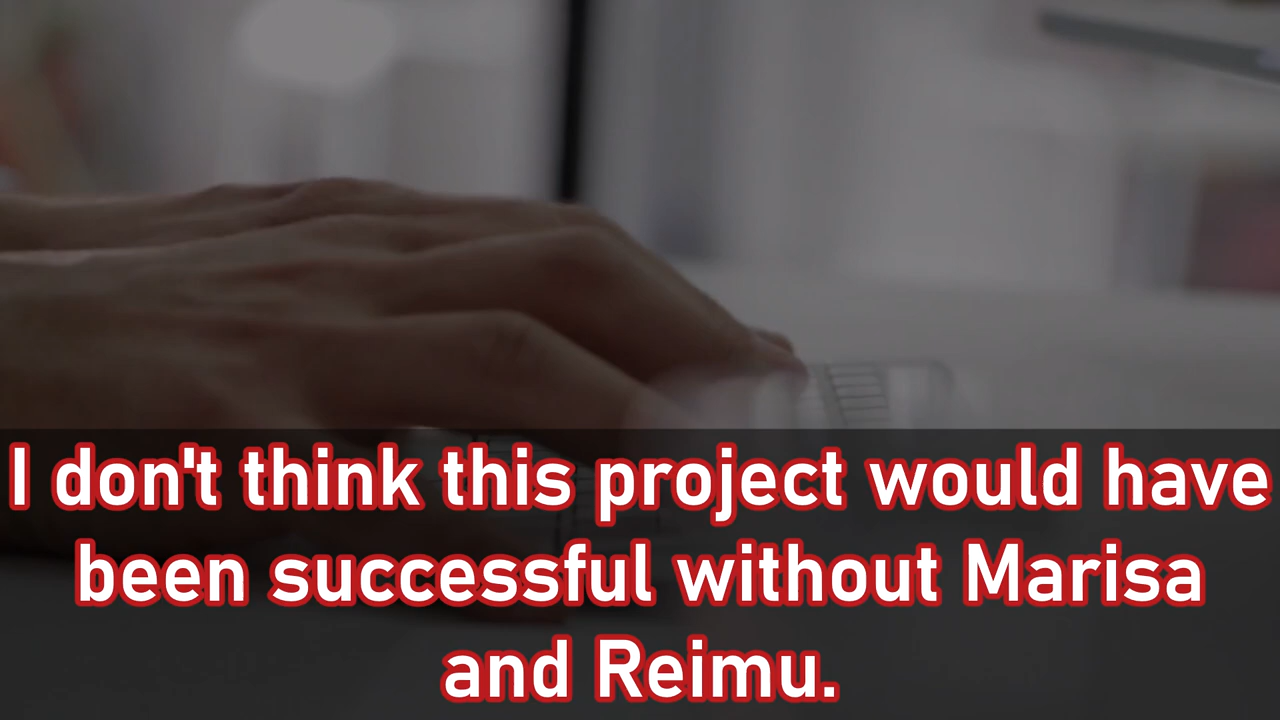 I don't think this project would have
been successful without Marisa
and Reimu.